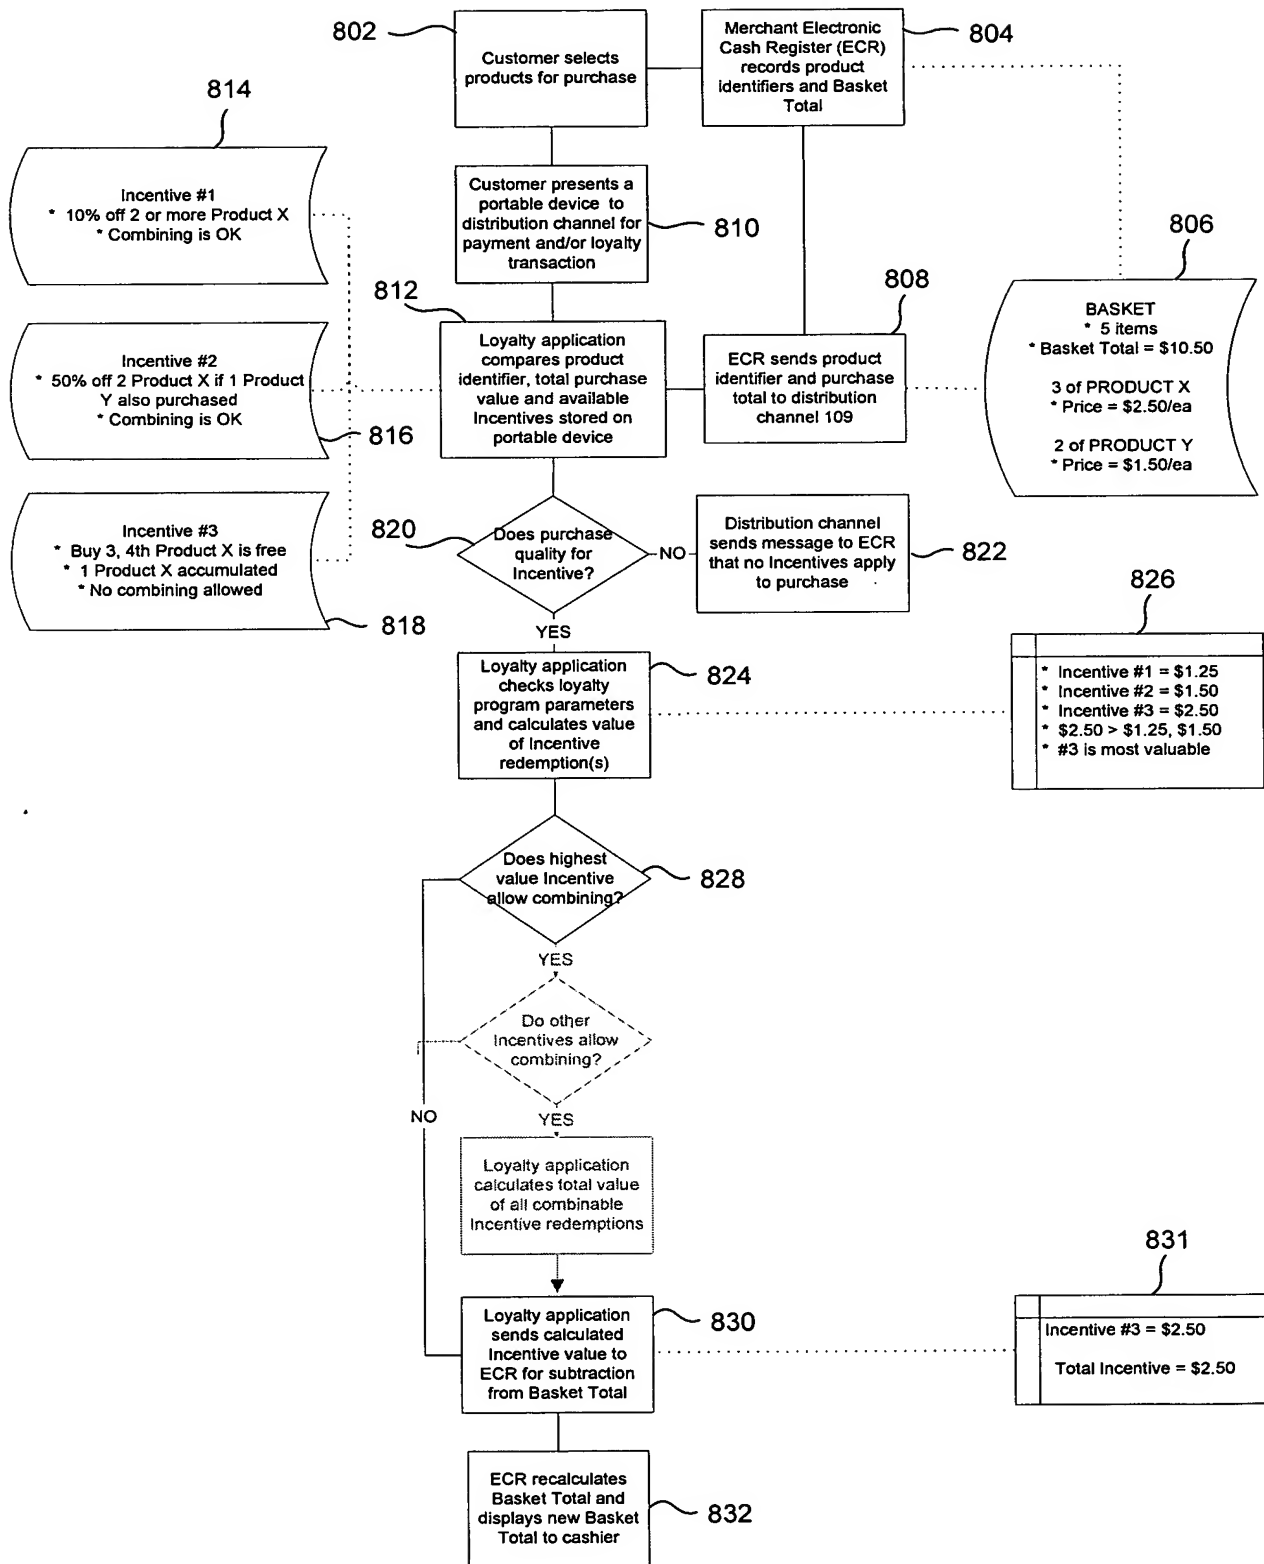 802
Customer selects
products for purchase
Merchant Electronic
Cash Register (ECR)
records product
identifiers and Basket
Total
804
814
Incentive #1
* 10% off 2 or more Product X
* Combining is OK
Customer presents a
portable device to
distribution channel for
payment and/or loyalty
transaction
810
806
812
808
BASKET
* 5 items
* Basket Total = $10.50
3 of PRODUCT X
* Price = $2.50/ea
2 of PRODUCT Y
* Price = $1.50/ea
Incentive #2
* 50% off 2 Product X if 1 Product
Y also purchased
* Combining is OK
816
Loyalty application
compares product
identifier, total purchase
value and available
Incentives stored on
portable device
ECR sends product
identifier and purchase
total to distribution
channel 109
Incentive #3
* Buy 3, 4th Product X is free
* 1 Product X accumulated
* No combining allowed
818
820
Does purchase
quality for
Incentive?
NO
Distribution channel
sends message to ECR
that no Incentives apply
to purchase
822
YES
826
Loyalty application
checks loyalty
program parameters
and calculates value
of Incentive
redemption(s)
824
* Incentive #1 = $1.25
* Incentive #2 = $1.50
* Incentive #3 = $2.50
* $2.50 > $1.25, $1.50
* #3 is most valuable
Does highest
value Incentive
allow combining?
828
YES
Do other
Incentives allow
combining?
NO
YES
Loyalty application
calculates total value
of all combinable
Incentive redemptions
831
Loyalty application
sends calculated
Incentive value to
ECR for subtraction
from Basket Total
830
Incentive #3 = $2.50
Total Incentive = $2.50
ECR recalculates
Basket Total and
displays new Basket
Total to cashier
832